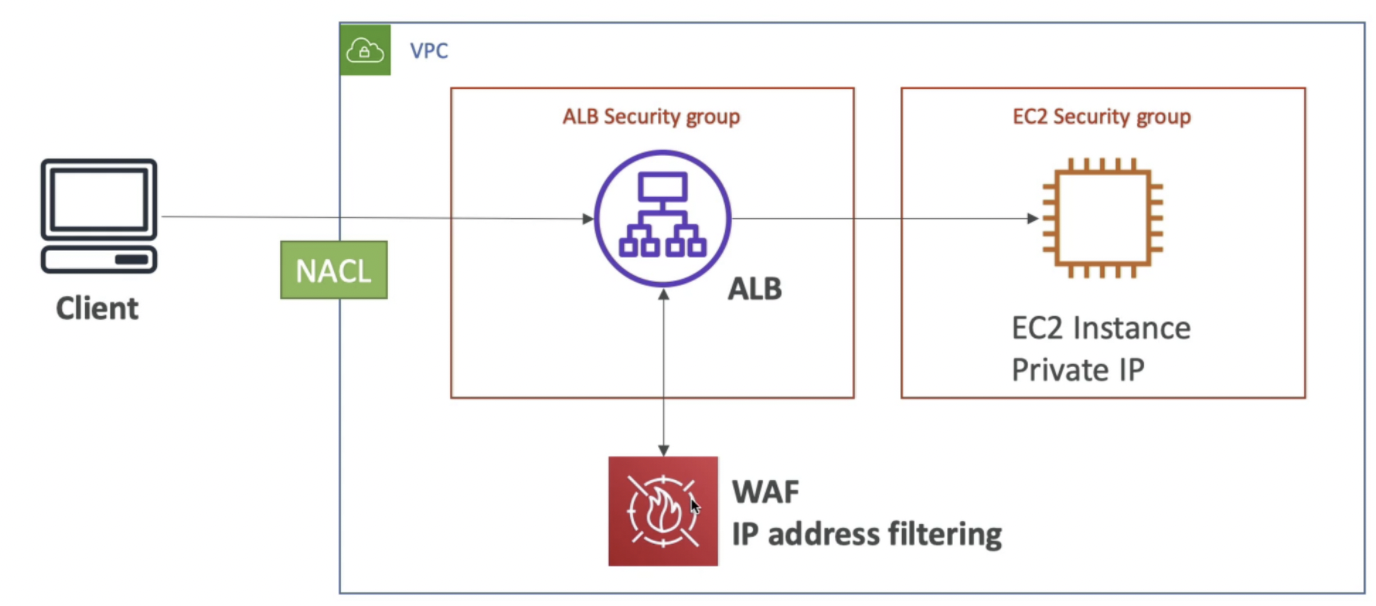 VPC
ALB Security group
EC2 Security group
NACL
Client
ALB
EC2 Instance
Private IP
WAF
IP address filtering